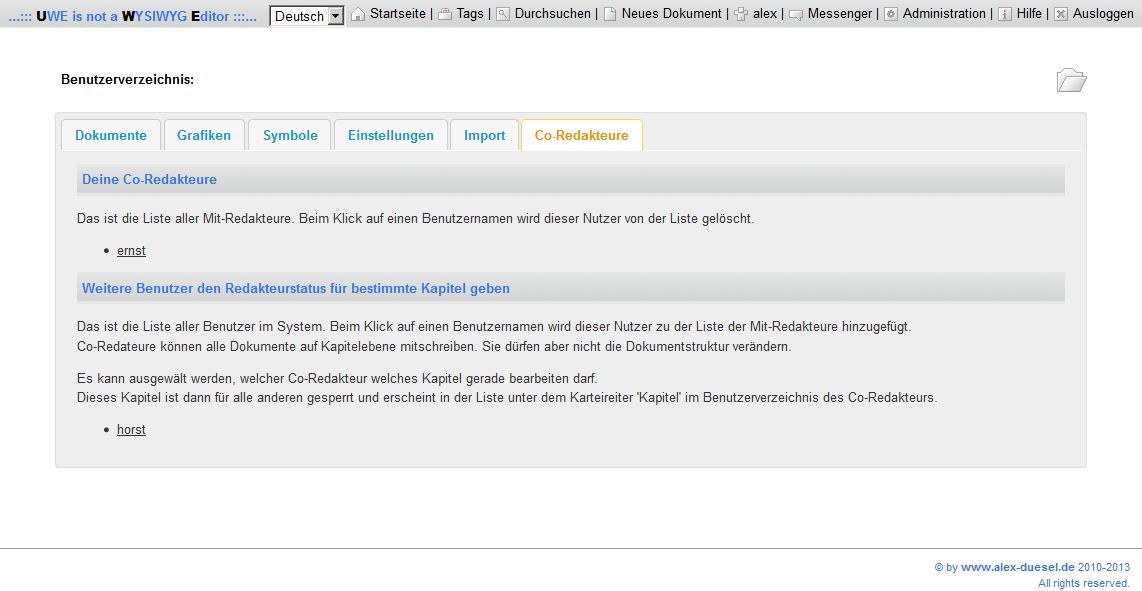 ...::: UWE is not a WYSIWYG Editor :::... Deutsch Startseite | Tags | Durchsuchen | Neues Dokument | alex | Messenger | Administration | Hilfe | Ausloggen
Benutzerverzeichnis:
Dokumente Grafiken Symbole Einstellungen Import Co-Redakteure
Deine Co-Redakteure
Das ist die Liste aller Mit-Redakteure. Beim Klick auf einen Benutzernamen wird dieser Nutzer von der Liste gelöscht.
• ernst
Weitere Benutzer den Redakteurstatus für bestimmte Kapitel geben
Das ist die Liste aller Benutzer im System. Beim Klick auf einen Benutzernamen wird dieser Nutzer zu der Liste der Mit-Redakteure hinzugefügt.
Co-Redateure können alle Dokumente auf Kapitelebene mitschreiben. Sie dürfen aber nicht die Dokumentstruktur verändern.
Es kann ausgewält werden, welcher Co-Redakteur welches Kapitel gerade bearbeiten darf.
Dieses Kapitel ist dann für alle anderen gesperrt und erscheint in der Liste unter dem Karteireiter 'Kapitel' im Benutzerverzeichnis des Co-Redakteurs.
• horst
© by www.alex-duesel.de 2010-2013
All rights reserved.